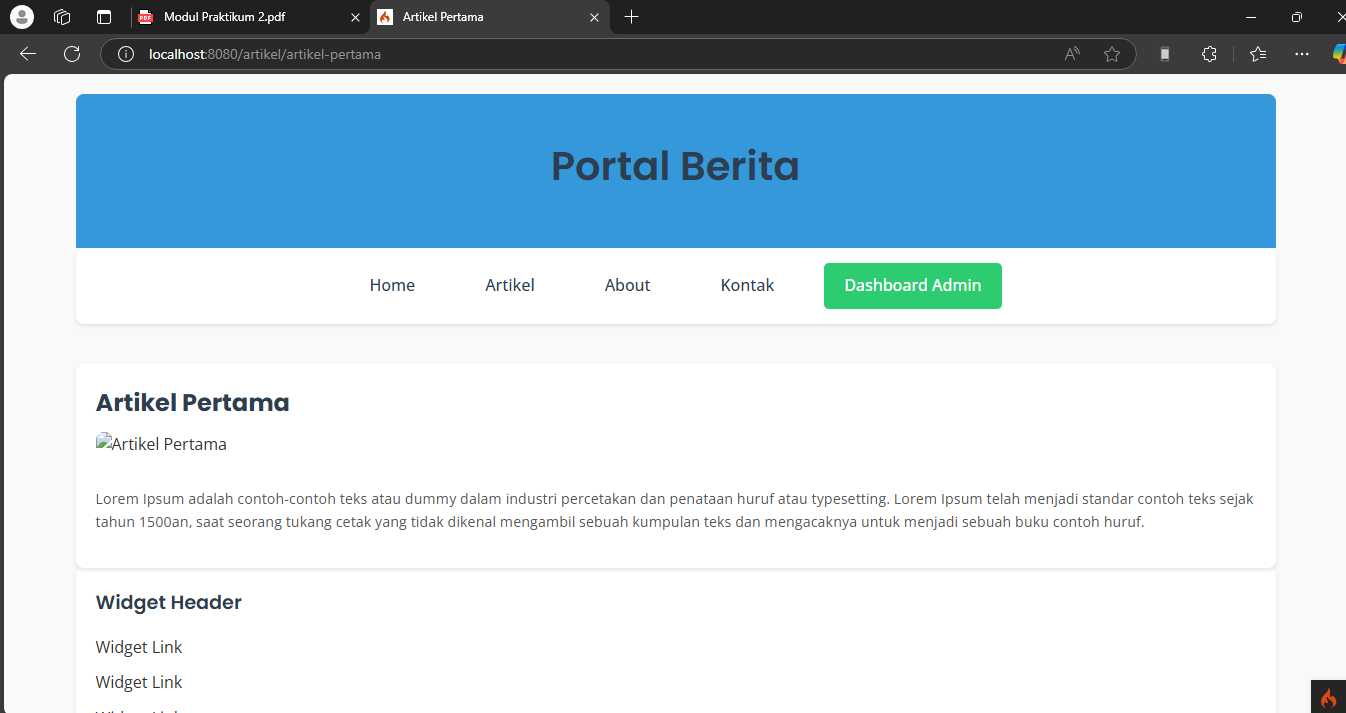 PDF
Modul Praktikum 2.pdf
Artikel Pertama
localhost:8080/artikel/artikel-pertama
Portal Berita
Home
Artikel
About
Kontak
Dashboard Admin
Artikel Pertama
Artikel Pertama
Lorem Ipsum adalah contoh-contoh teks atau dummy dalam industri percetakan dan penataan huruf atau typesetting. Lorem Ipsum telah menjadi standar contoh teks sejak
tahun 1500an, saat seorang tukang cetak yang tidak dikenal mengambil sebuah kumpulan teks dan mengacaknya untuk menjadi sebuah buku contoh huruf.
Widget Header
Widget Link
Widget Link